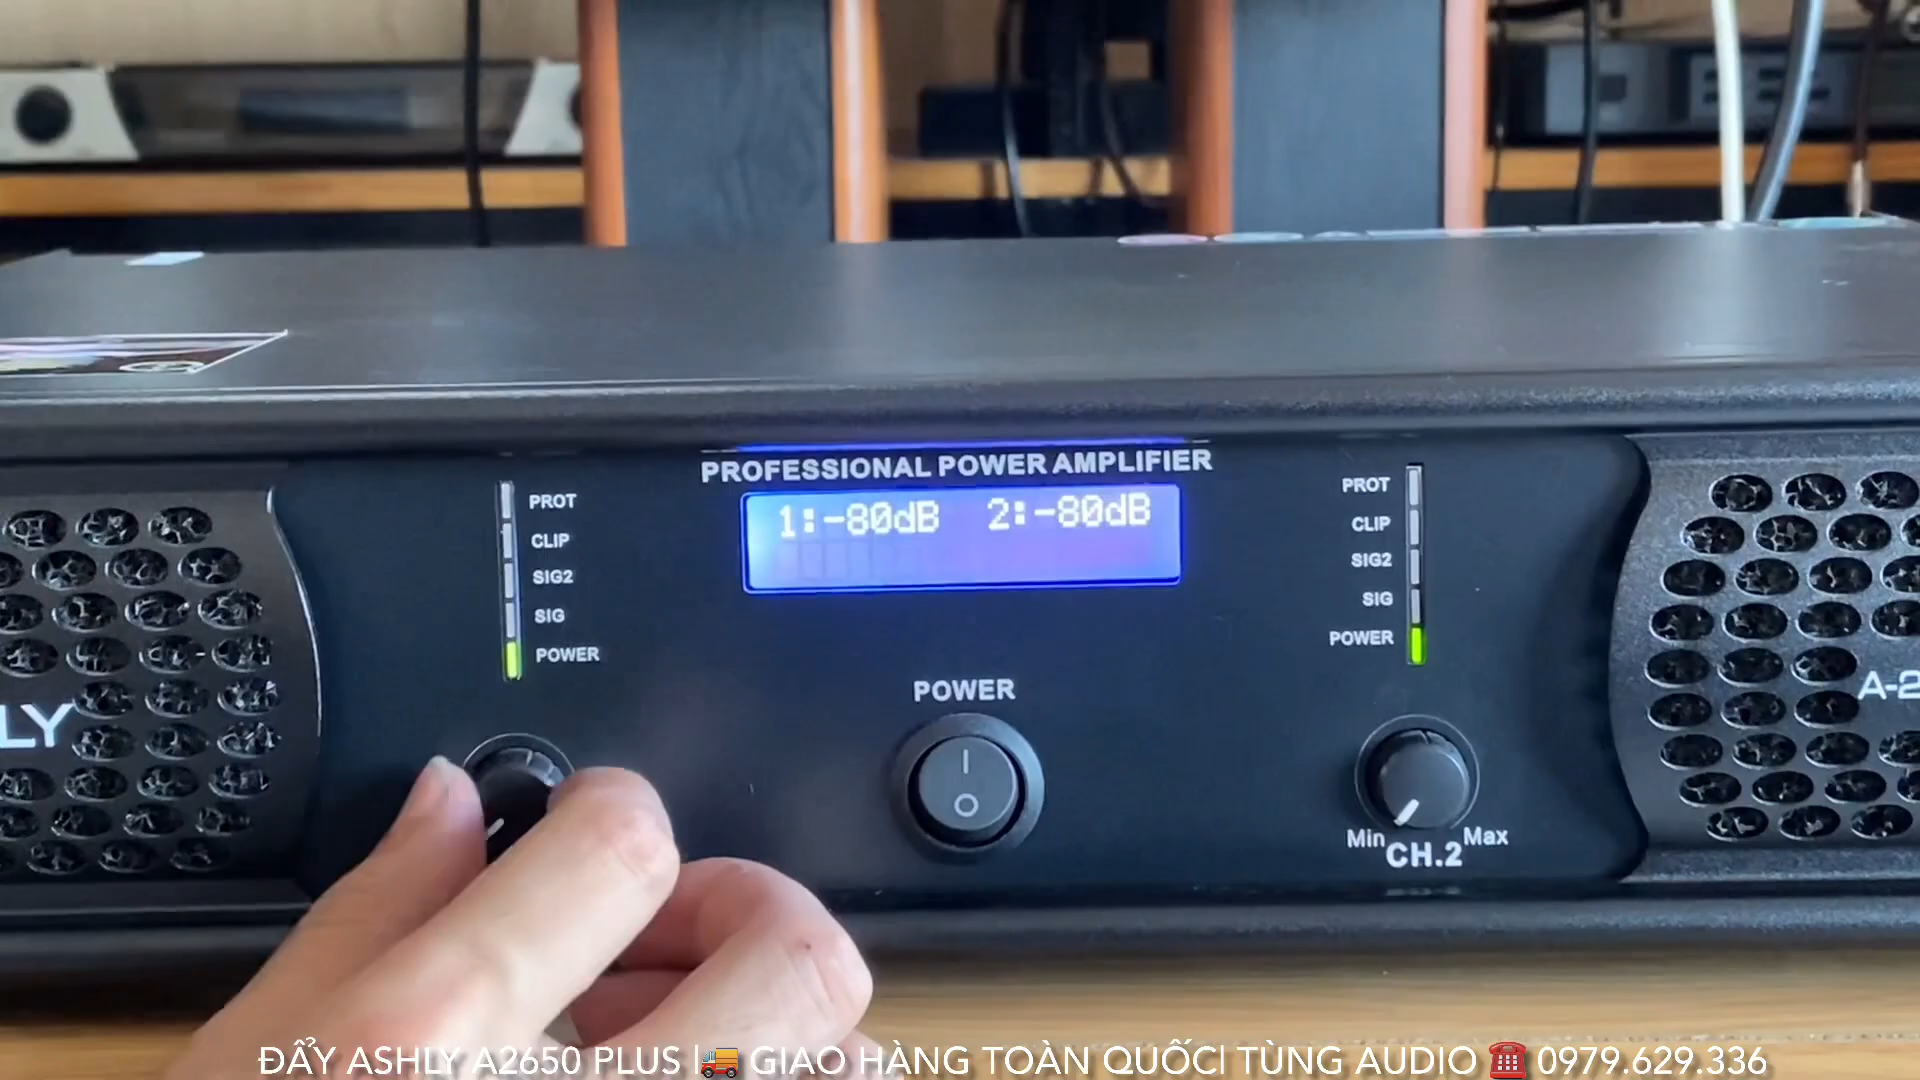 PROFESSIONAL POWER AMPLIFIER
1:-80dB 2:-80dB
PROT
CLIP
SIG2
SIG
POWER
PROT
CLIP
SIG2
SIG
POWER
POWER
LY
A-2
Min Max
CH.2
ĐẨY ASHLY A2650 PLUS |🚚 GIAO HÀNG TOÀN QUỐC| TÙNG AUDIO ☎️ 0979.629.336